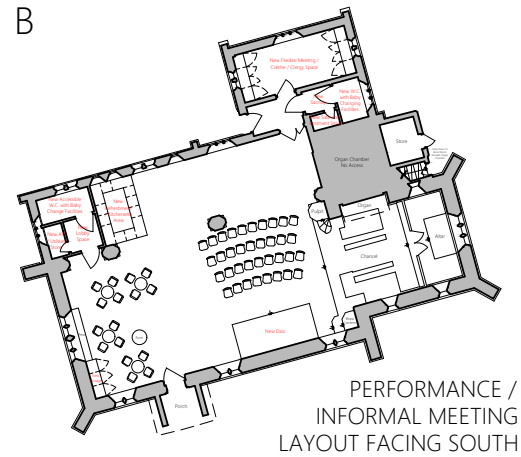 B
New Flexible Meeting /
Crèche / Clergy Space
New W.C
with Baby
Changing
Facilities
Store
Organ Chamber
No Access
New Accessible
W.C. with Baby
Change Facilities
Lobby
Space
New
Area
Pulpit
Organ
Altar
Chancel
New Dais
Porch
PERFORMANCE /
INFORMAL MEETING
LAYOUT FACING SOUTH